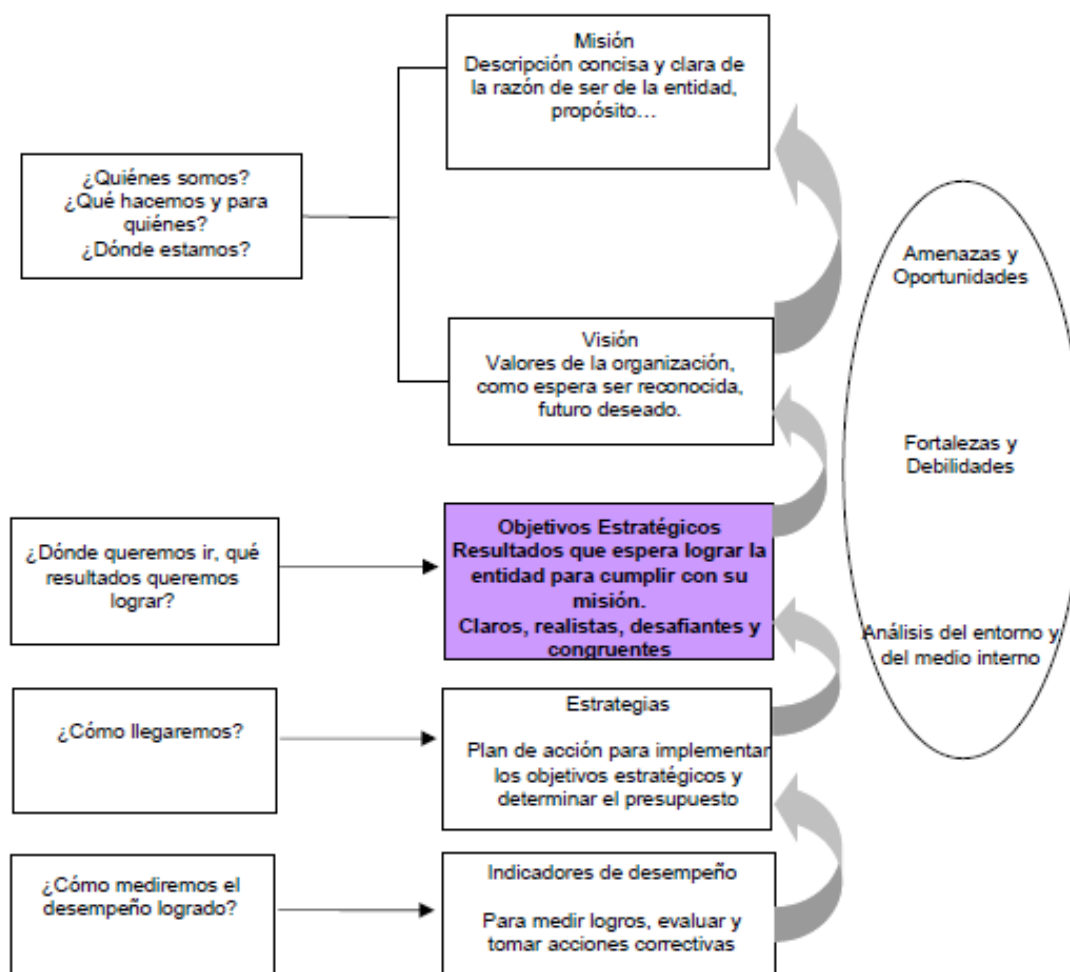 Misión
Descripción concisa y clara de
la razón de ser de la entidad,
propósito…
¿Quiénes somos?
¿Qué hacemos y para
quiénes?
¿Dónde estamos?
Visión
Valores de la organización,
como espera ser reconocida,
futuro deseado.
¿Dónde queremos ir, qué
resultados queremos
lograr?
Objetivos Estratégicos
Resultados que espera lograr la
entidad para cumplir con su
misión.
Claros, realistas, desafiantes y
congruentes
¿Cómo llegaremos?
Estrategias
Plan de acción para implementar
los objetivos estratégicos y
determinar el presupuesto
¿Cómo mediremos el
desempeño logrado?
Indicadores de desempeño
Para medir logros, evaluar y
tomar acciones correctivas
Amenazas y
Oportunidades
Fortalezas y
Debilidades
Análisis del entorno y
del medio interno